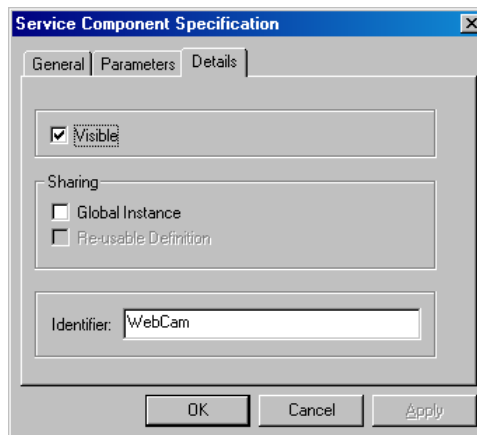 Service Component Specification
General Parameters Details
Visible
Sharing
Global Instance
Re-usable Definition
Identifier: WebCam
OK Cancel Apply